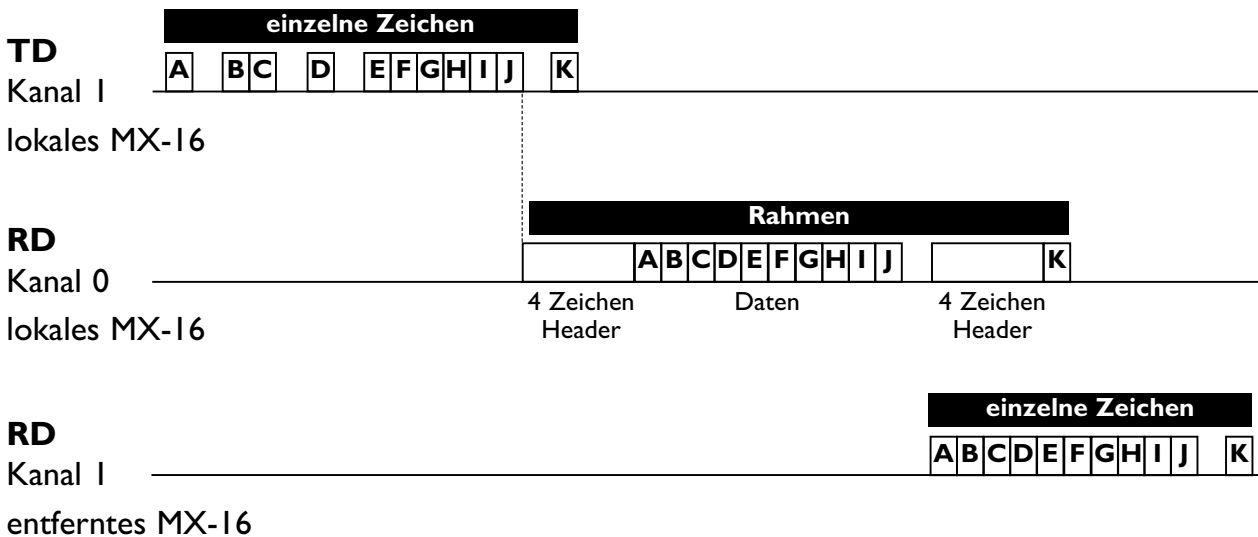 einzelne Zeichen
TD
A B C D E F G H I J K
Kanal 1
lokales MX-16
Rahmen
RD
A B C D E F G H I J K
Kanal 0
4 Zeichen Daten 4 Zeichen
Header Header
lokales MX-16
einzelne Zeichen
RD
A B C D E F G H I J K
Kanal 1
entferntes MX-16